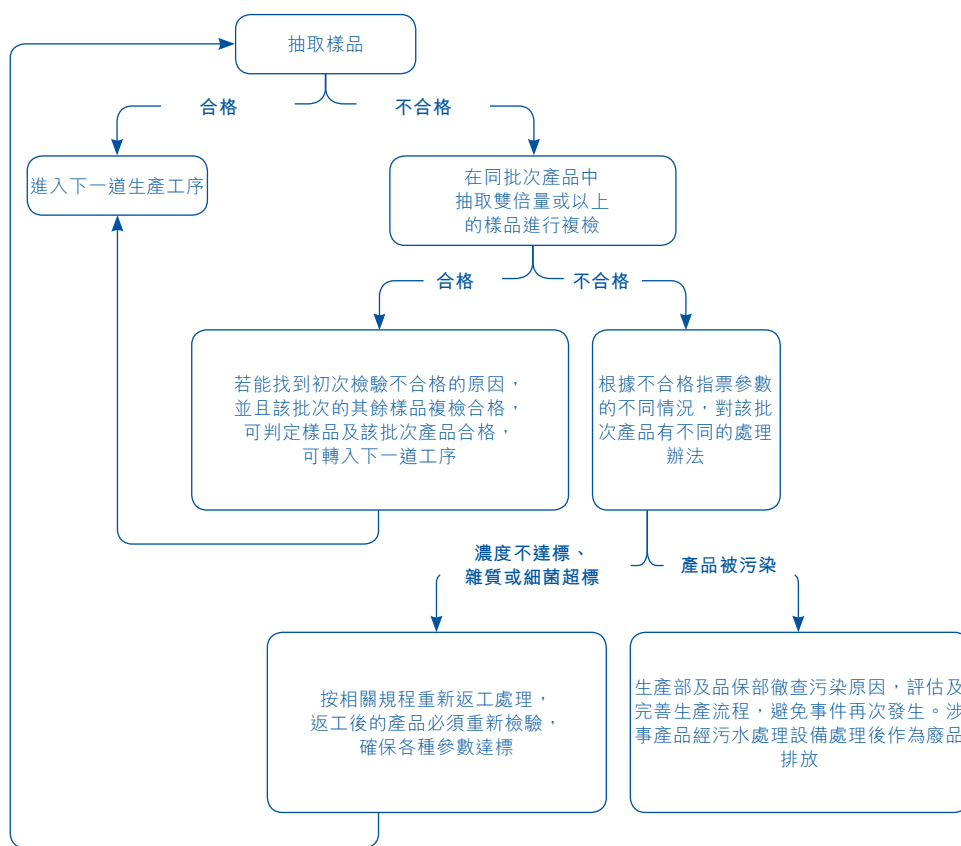 抽取樣品
合格
不合格
進入下一道生產工序
在同批次產品中
抽取雙倍量或以上
的樣品進行複檢
合格
不合格
若能找到初次檢驗不合格的原因，
並且該批次的其餘樣品複檢合格，
可判定樣品及該批次產品合格，
可轉入下一道工序
根據不合格指票參數
的不同情況，對該批
次產品有不同的處理
辦法
濃度不達標、
雜質或細菌超標
產品被污染
按相關規程重新返工處理，
返工後的產品必須重新檢驗，
確保各種參數達標
生產部及品保部徹查污染原因，評估及
完善生產流程，避免事件再次發生。涉
事產品經污水處理設備處理後作為廢品
排放